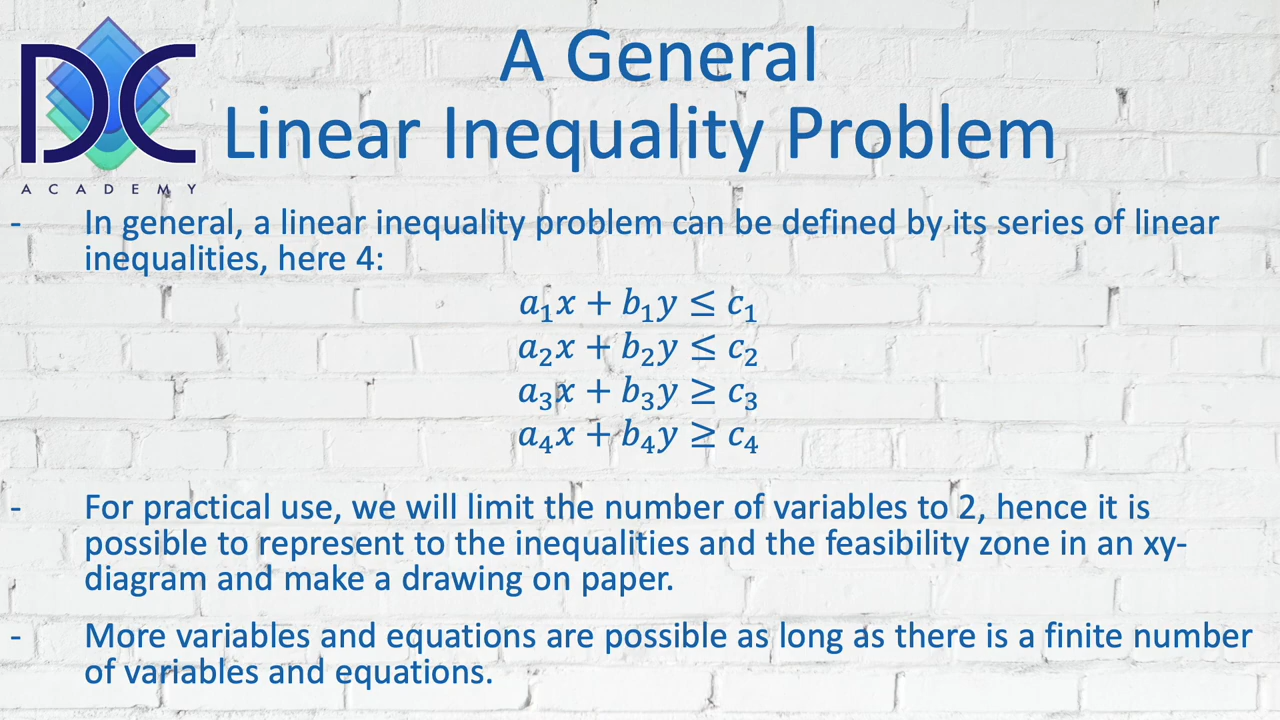 DC
ACADEMY
A General
Linear Inequality Problem
- In general, a linear inequality problem can be defined by its series of linear
inequalities, here 4:
a₁x + b₁y ≤ c₁
a₂x + b₂y ≤ c₂
a₃x + b₃y ≥ c₃
a₄x + b₄y ≥ c₄
- For practical use, we will limit the number of variables to 2, hence it is
possible to represent to the inequalities and the feasibility zone in an xy-
diagram and make a drawing on paper.
- More variables and equations are possible as long as there is a finite number
of variables and equations.